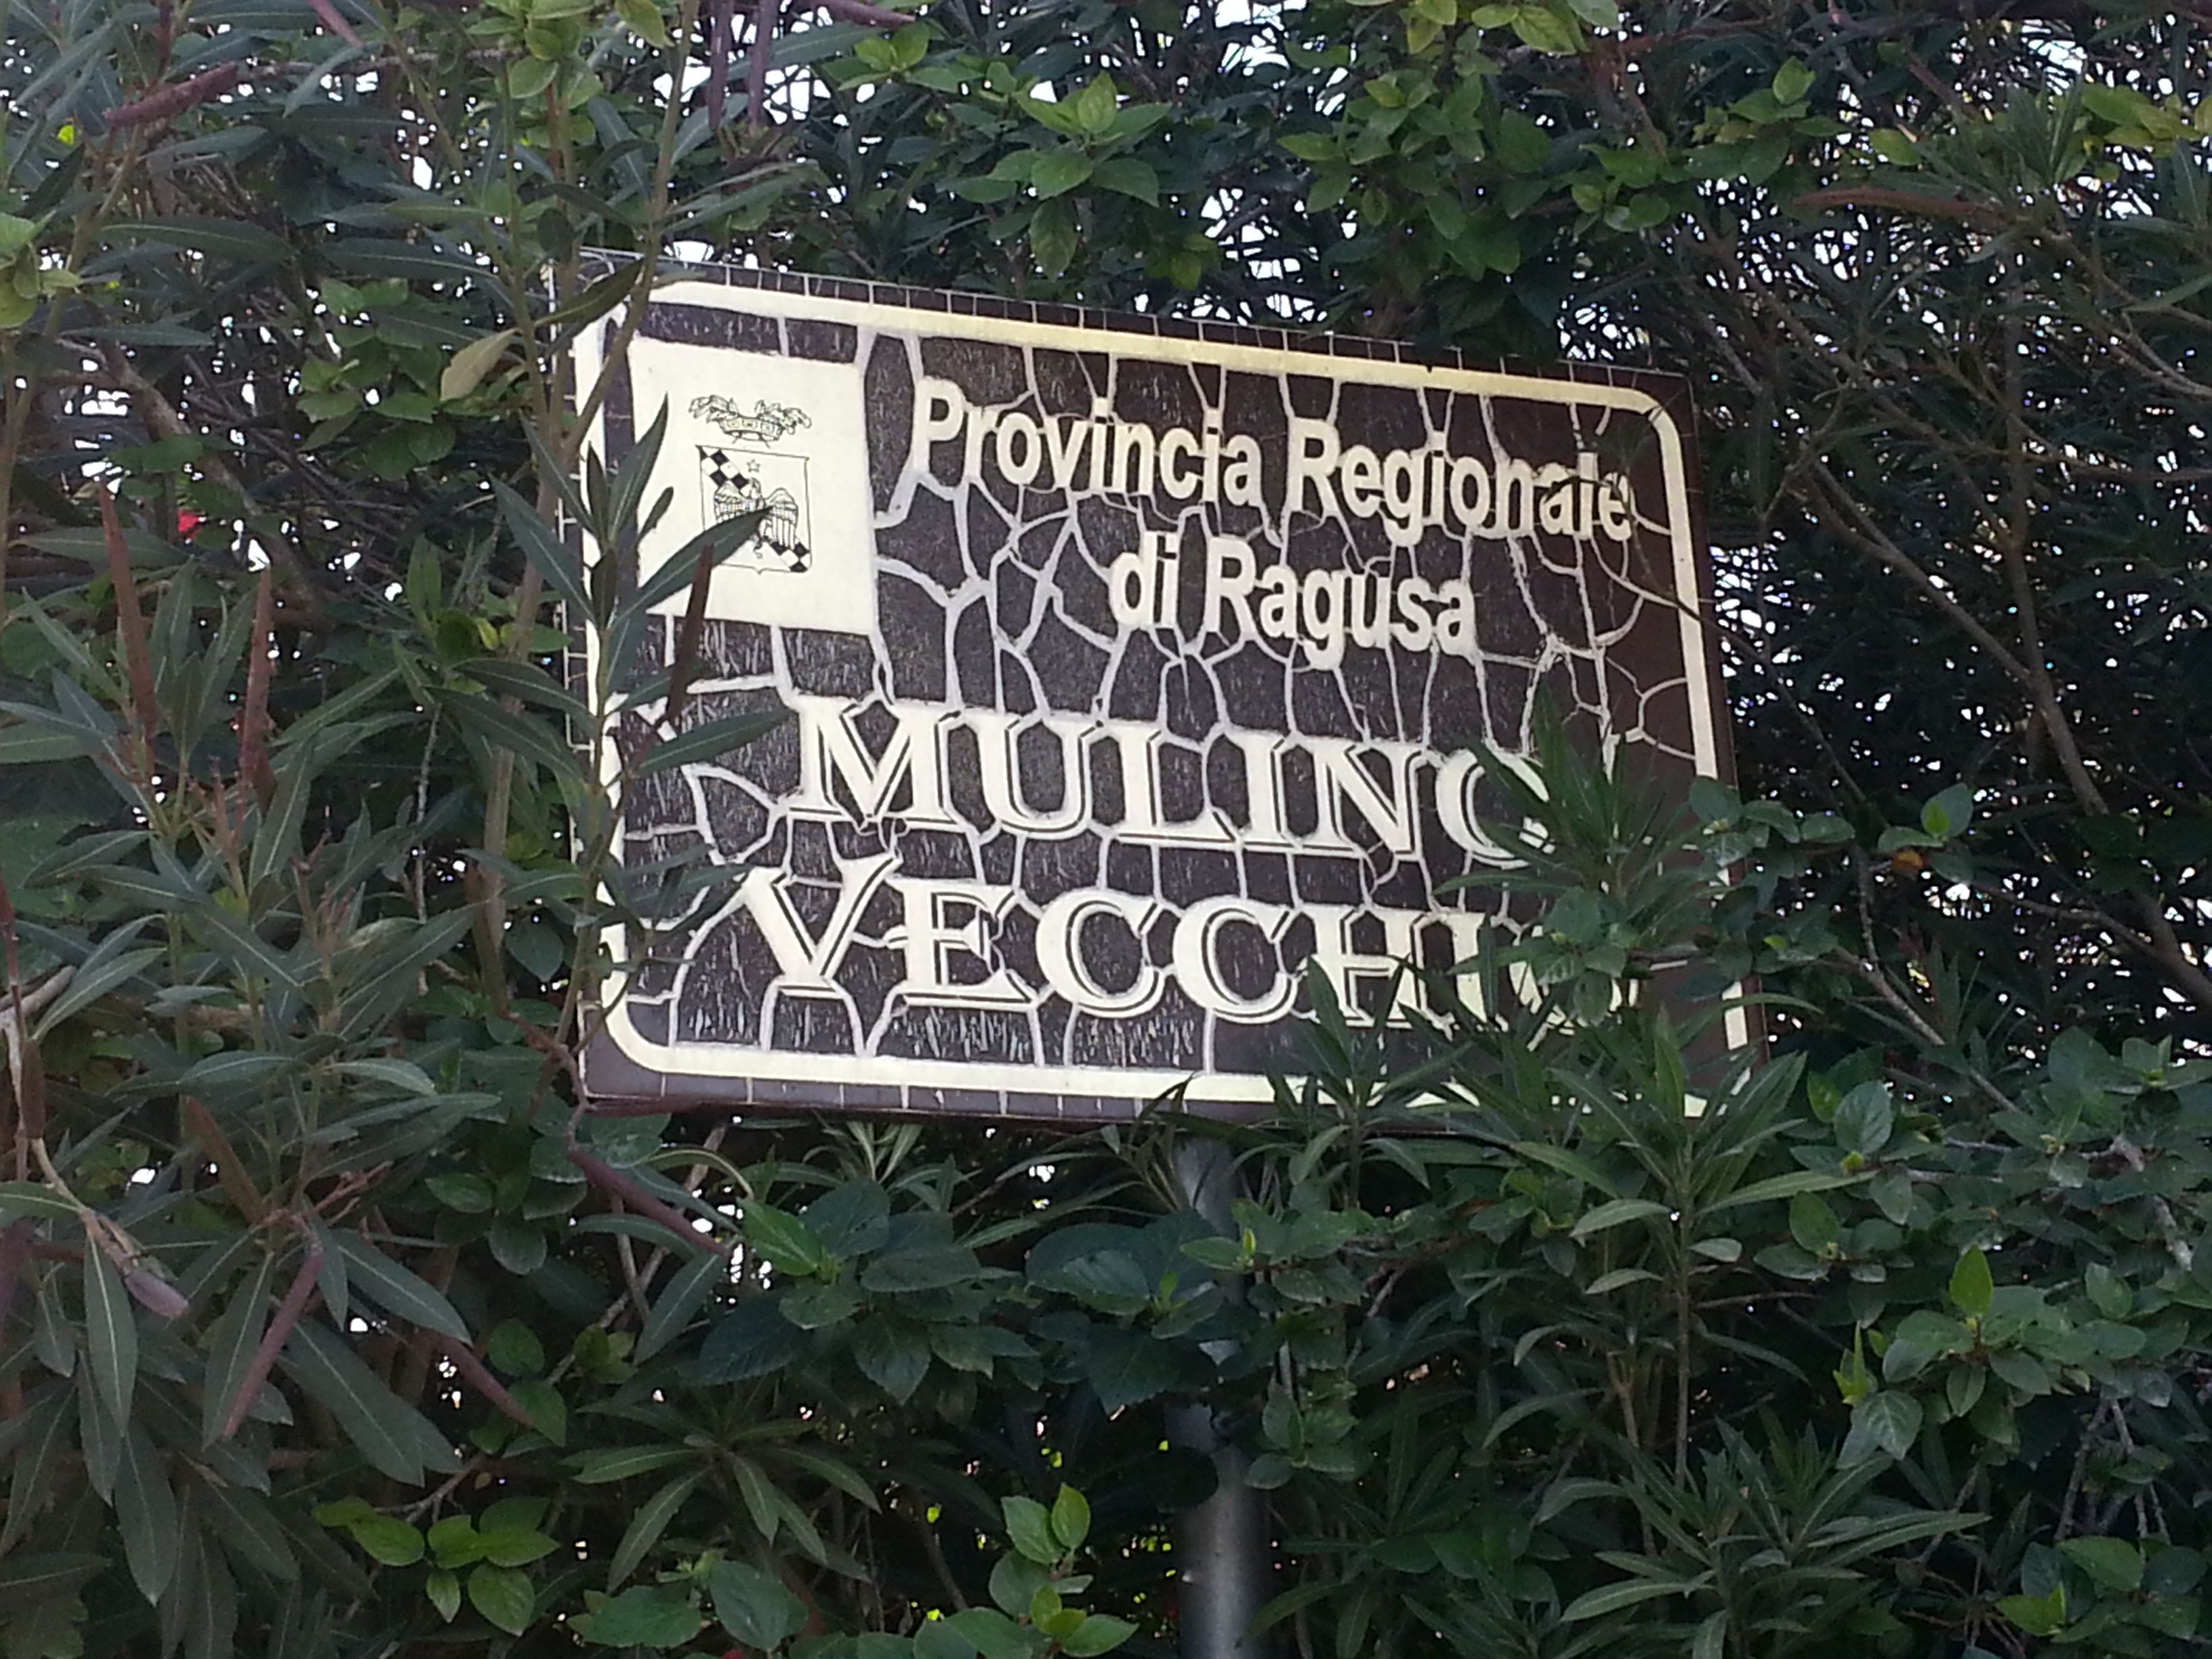 Provincia Regionale
di Ragusa
MULINO
VECCHIO